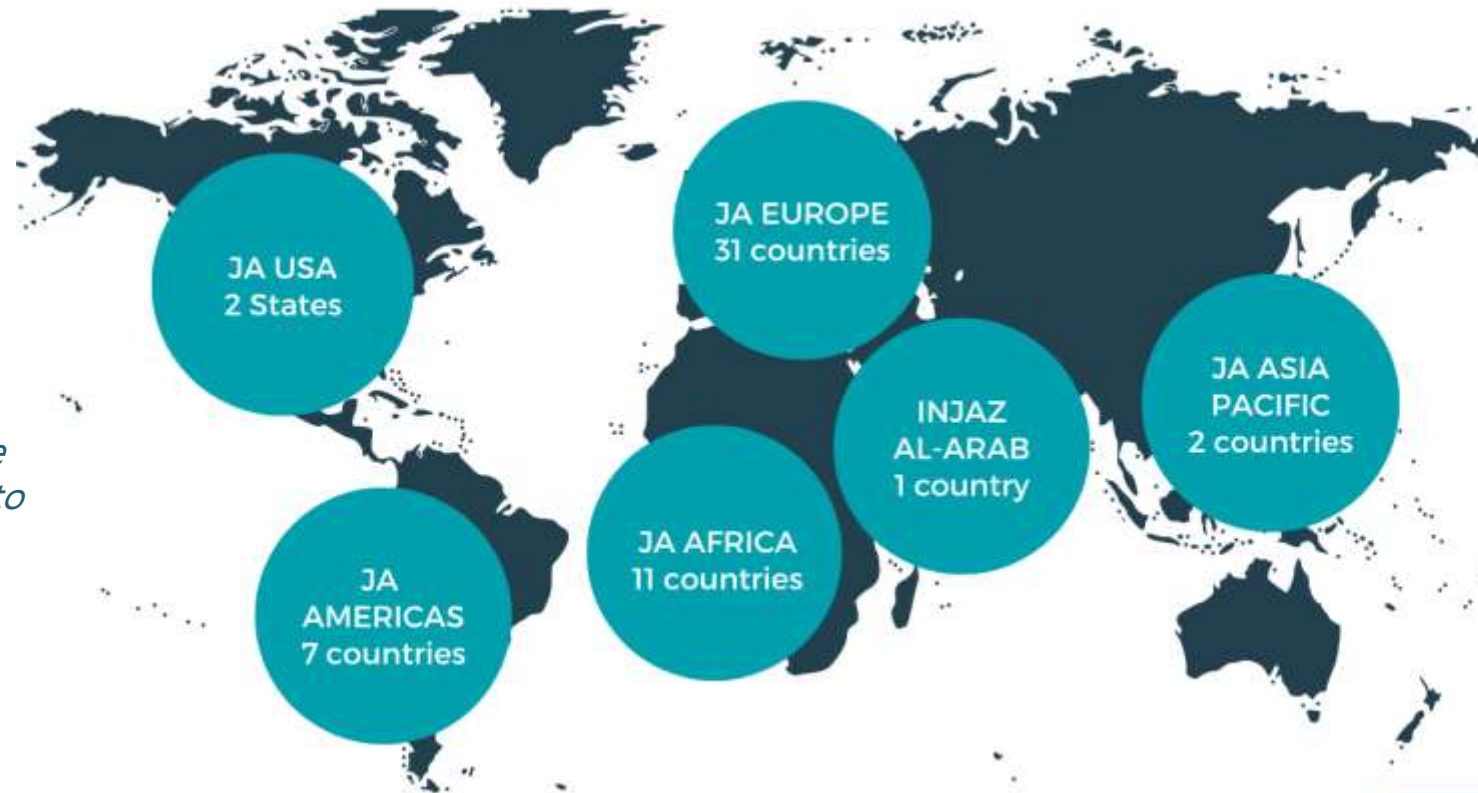 JA USA
2 States
JA EUROPE
31 countries
JA ASIA
PACIFIC
2 countries
INJAZ
AL-ARAB
1 country
JA AFRICA
11 countries
JA
AMERICAS
7 countries
to